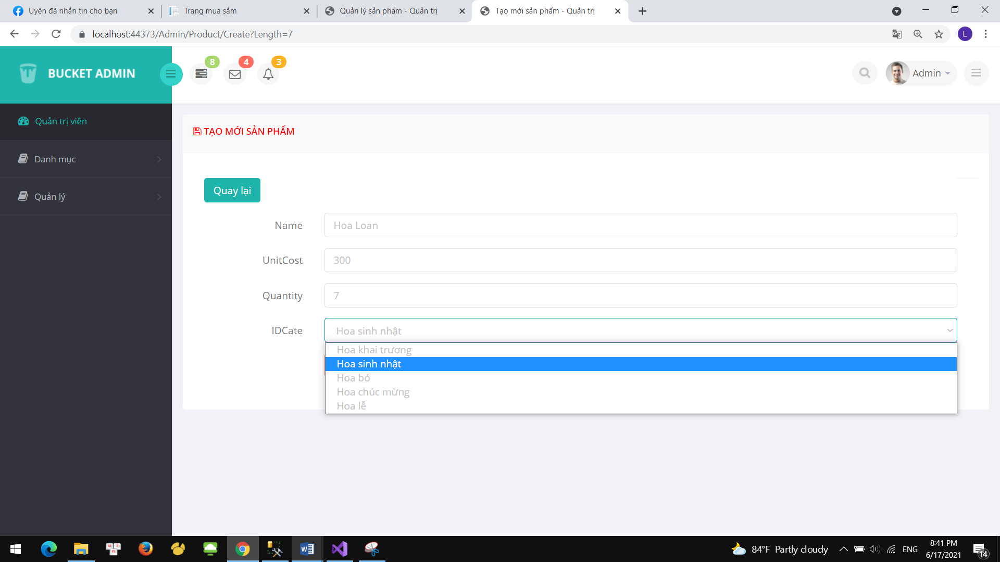 Uyên đã nhắn tin cho bạn
Trang mua sắm
Quản lý sản phẩm - Quản trị
Tạo mới sản phẩm - Quản trị
localhost:44373/Admin/Product/Create?Length=7
L
BUCKET ADMIN
8
4
3
Admin
Quản trị viên
Danh mục
Quản lý
TẠO MỚI SẢN PHẨM
Quay lại
Name
Hoa Loan
UnitCost
300
Quantity
7
IDCate
Hoa sinh nhật
Hoa khai trương
Hoa sinh nhật
Hoa bó
Hoa chúc mừng
Hoa lễ
84°F Partly cloudy
ENG
8:41 PM
6/17/2021
14